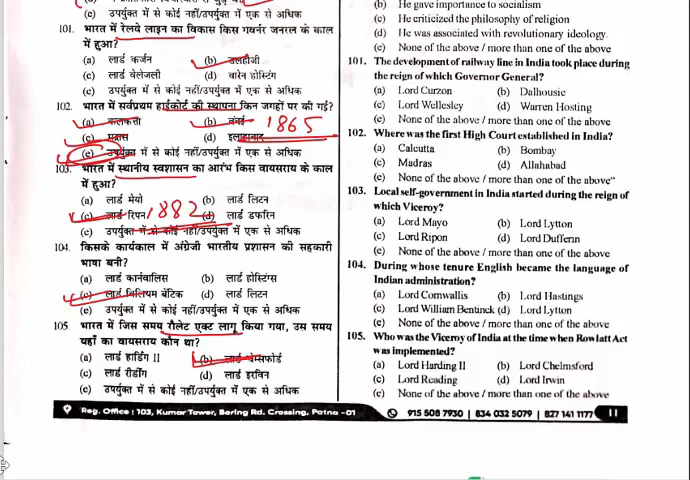 (e) उपर्युक्त में से कोई नहीं/उपर्युक्त में एक से अधिक
101. भारत में रेलवे लाइन का विकास किस गवर्नर जनरल के काल
में हुआ?
(a) लार्ड कर्जन (b) डलहौजी
(c) लार्ड वेलेजली (d) वारेन होस्टिंग
(e) उपर्युक्त में से कोई नहीं/उपर्युक्त में एक से अधिक
102. भारत में सर्वप्रथम हाईकोर्ट की स्थापना किन जगहों पर की गई?
(a) कलकत्ता (b) बंबई 1865
(c) मद्रास (d) इलाहाबाद
(e) उपर्युक्त में से कोई नहीं/उपर्युक्त में एक से अधिक
103. भारत में स्थानीय स्वशासन का आरंभ किस वायसराय के काल
में हुआ?
(a) लार्ड मेयो (b) लार्ड लिटन
(c) लार्ड रिपन 1882 (d) लार्ड डफरिन
(e) उपर्युक्त में से कोई नहीं/उपर्युक्त में एक से अधिक
104. किसके कार्यकाल में अंग्रेजी भारतीय प्रशासन की सहकारी
भाषा बनी?
(a) लार्ड कार्नवालिस (b) लार्ड होस्टिंग्स
(c) लार्ड विलियम बेंटिक (d) लार्ड लिटन
(e) उपर्युक्त में से कोई नहीं/उपर्युक्त में एक से अधिक
105 भारत में जिस समय रौलेट एक्ट लागू किया गया, उस समय
यहाँ का वायसराय कौन था?
(a) लार्ड हार्डिंग II (b) लार्ड चेम्सफोर्ड
(c) लार्ड रीडींग (d) लार्ड इरविन
(e) उपर्युक्त में से कोई नहीं/उपर्युक्त में एक से अधिक
(b) He gave importance to socialism
(c) He criticized the philosophy of religion
(d) He was associated with revolutionary ideology.
(e) None of the above / more than one of the above
101. The development of railway line in India took place during
the reign of which Governor General?
(a) Lord Curzon (b) Dalhousie
(c) Lord Wellesley (d) Warren Hosting
(e) None of the above / more than one of the above
102. Where was the first High Court established in India?
(a) Calcutta (b) Bombay
(c) Madras (d) Allahabad
(e) None of the above / more than one of the above"
103. Local self-government in India started during the reign of
which Viceroy?
(a) Lord Mayo (b) Lord Lytton
(c) Lord Ripon (d) Lord Dufferin
(e) None of the above / more than one of the above
104. During whose tenure English became the language of
Indian administration?
(a) Lord Cornwallis (b) Lord Hastings
(c) Lord William Bentinck (d) Lord Lytton
(e) None of the above / more than one of the above
105. Who was the Viceroy of India at the time when Rowlatt Act
was implemented?
(a) Lord Harding II (b) Lord Chelmsford
(c) Lord Reading (d) Lord Irwin
(e) None of the above / more than one of the above
Reg. Office : 103, Kumar Tower, Boring Rd. Crossing, Patna -01 915 508 7930 | 834 032 5079 | 827 141 1177 11